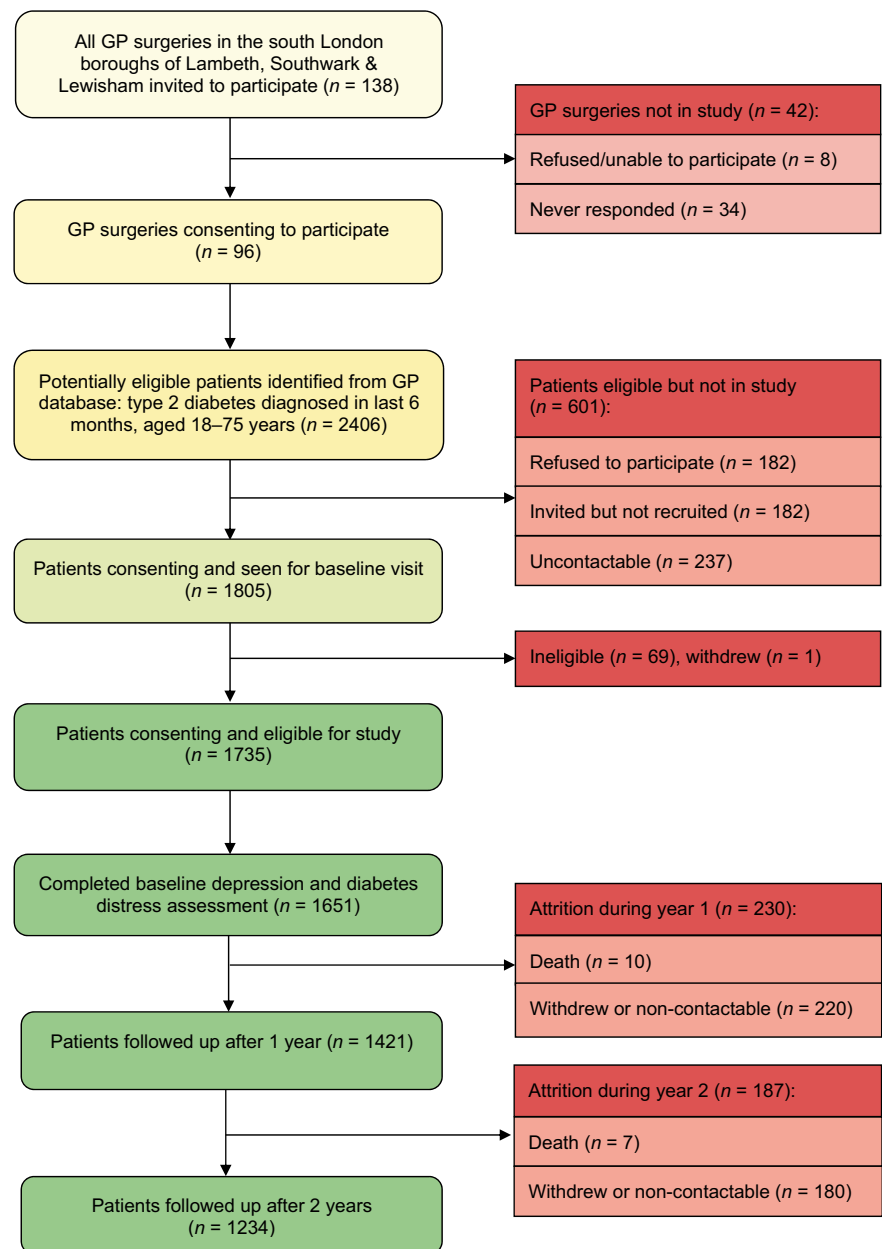 All GP surgeries in the south London
boroughs of Lambeth, Southwark &
Lewisham invited to participate (n = 138)
GP surgeries not in study (n = 42):
Refused/unable to participate (n = 8)
Never responded (n = 34)
GP surgeries consenting to participate
(n = 96)
Potentially eligible patients identified from GP
database: type 2 diabetes diagnosed in last 6
months, aged 18–75 years (n = 2406)
Patients eligible but not in study
(n = 601):
Refused to participate (n = 182)
Invited but not recruited (n = 182)
Uncontactable (n = 237)
Patients consenting and seen for baseline visit
(n = 1805)
Ineligible (n = 69), withdrew (n = 1)
Patients consenting and eligible for study
(n = 1735)
Completed baseline depression and diabetes
distress assessment (n = 1651)
Attrition during year 1 (n = 230):
Death (n = 10)
Withdrew or non-contactable (n = 220)
Patients followed up after 1 year (n = 1421)
Attrition during year 2 (n = 187):
Death (n = 7)
Withdrew or non-contactable (n = 180)
Patients followed up after 2 years
(n = 1234)